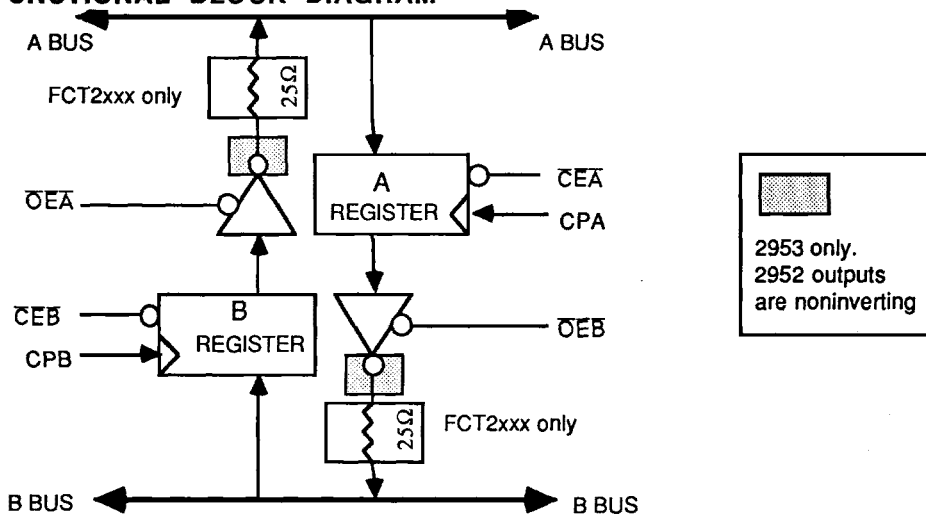 A BUS
A BUS
FCT2xxx only
25Ω
OEA
A
REGISTER
CEA
CPA
2953 only.
2952 outputs
are noninverting
CEB
CPB
B
REGISTER
OEB
25Ω
FCT2xxx only
B BUS
B BUS